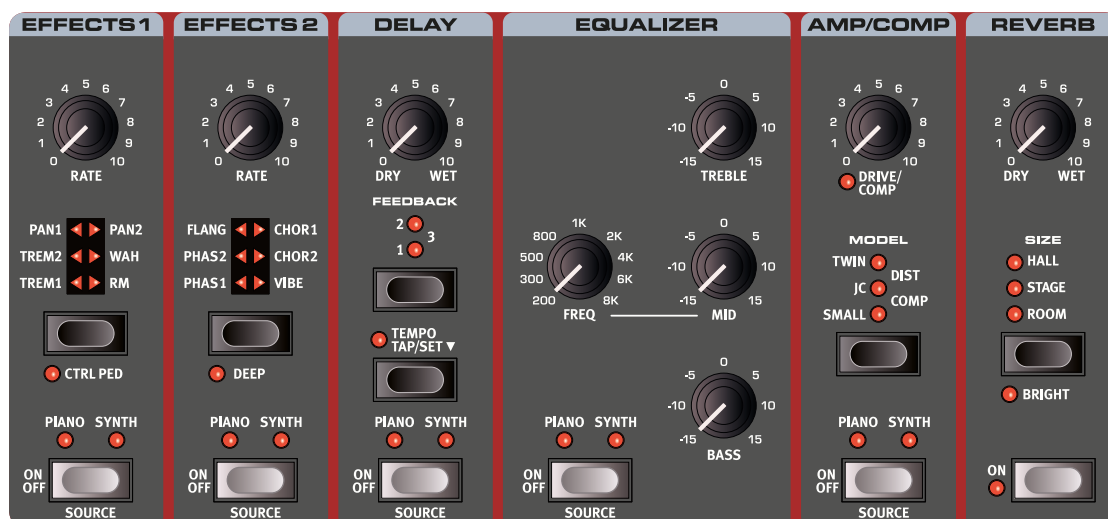 EFFECTS 1
5
4 6
3 7
2 8
1 9
0 10
RATE
PAN1 PAN2
TREM2 WAH
TREM1 RM
CTRL PED
PIANO SYNTH
ON
OFF
SOURCE
EFFECTS 2
5
4 6
3 7
2 8
1 9
0 10
RATE
FLANG CHOR1
PHAS2 CHOR2
PHAS1 VIBE
DEEP
PIANO SYNTH
ON
OFF
SOURCE
DELAY
5
4 6
3 7
2 8
1 9
0 10
DRY WET
FEEDBACK
2
3
1
TEMPO
TAP/SET ▼
PIANO SYNTH
ON
OFF
SOURCE
EQUALIZER
0
-5 5
-10 10
-15 15
TREBLE
1K
800 2K
500 4K
300 6K
200 8K
FREQ
0
-5 5
-10 10
-15 15
MID
0
-5 5
-10 10
-15 15
BASS
PIANO SYNTH
ON
OFF
SOURCE
AMP/COMP
5
4 6
3 7
2 8
1 9
0 10
DRIVE/
COMP
MODEL
TWIN
DIST
JC
COMP
SMALL
PIANO SYNTH
ON
OFF
SOURCE
REVERB
5
4 6
3 7
2 8
1 9
0 10
DRY WET
SIZE
HALL
STAGE
ROOM
BRIGHT
ON